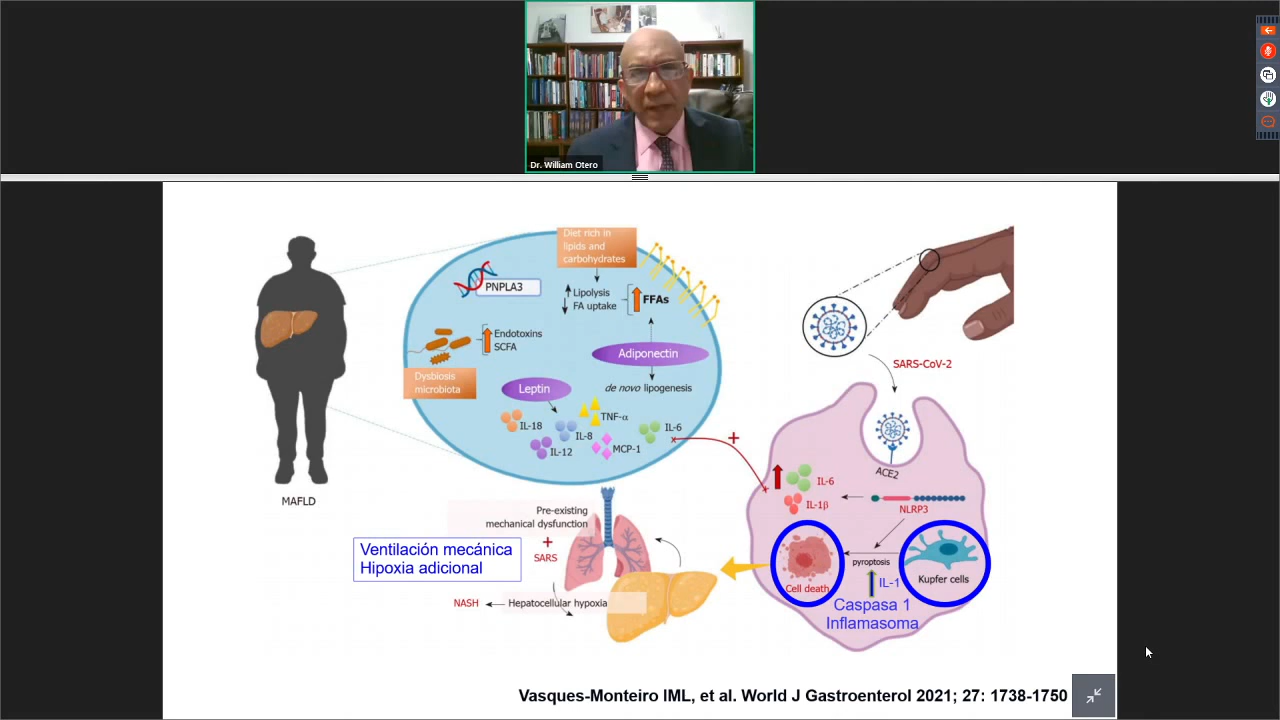 Dr. William Otero
Diet rich in
lipids and
carbohydrates
PNPLA3
Lipolysis
FA uptake
FFAs
Endotoxins
SCFA
Dysbiosis
microbiota
Adiponectin
de novo lipogenesis
Leptin
TNF-α
IL-18
IL-8
IL-6
IL-12
MCP-1
MAFLD
SARS-CoV-2
ACE2
+
IL-6
IL-1β
NLRP3
pyroptosis
Cell death
Kupfer cells
IL-1
Caspasa 1
Inflamasoma
Pre-existing
mechanical dysfunction
+
SARS
Ventilación mecánica
Hipoxia adicional
NASH
Hepatocellular hypoxia
Vasques-Monteiro IML, et al. World J Gastroenterol 2021; 27: 1738-1750